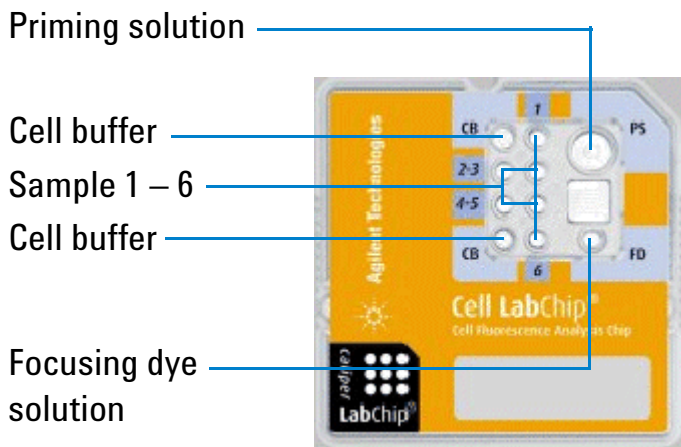 Priming solution
Cell buffer
Sample 1 – 6
Cell buffer
Focusing dye
solution
1
CB
PS
2-3
4-5
CB
6
FD
Agilent Technologies
Cell LabChip®
Cell Fluorescence Analysis Chip
caliper
LabChip®